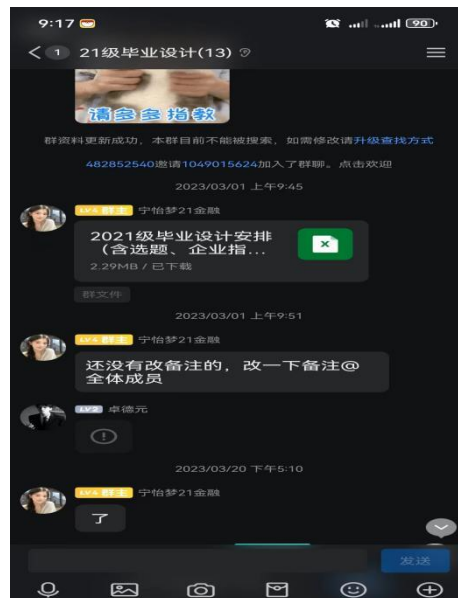 9:17
90
1
21级毕业设计(13)
请多多指教
群资料更新成功，本群目前不能被搜索，如需修改请升级查找方式
482852540邀请1049015624加入了群聊。点击欢迎
2023/03/01 上午9:45
LV4 群主 宁怡梦21金融
2021级毕业设计安排
（含选题、企业指...
2.29MB / 已下载
群文件
2023/03/01 上午9:51
LV4 群主 宁怡梦21金融
还没有改备注的，改一下备注@
全体成员
LV2 卓德元
2023/03/20 下午5:10
LV4 群主 宁怡梦21金融
了
发送